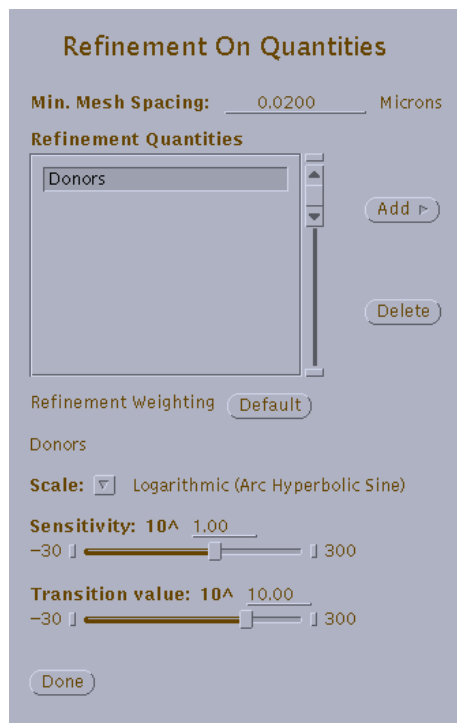 Refinement On Quantities
Min. Mesh Spacing: 0.0200 Microns
Refinement Quantities
Donors
Add
Delete
Refinement Weighting Default
Donors
Scale: Logarithmic (Arc Hyperbolic Sine)
Sensitivity: 10^ 1.00
-30 300
Transition value: 10^ 10.00
-30 300
Done